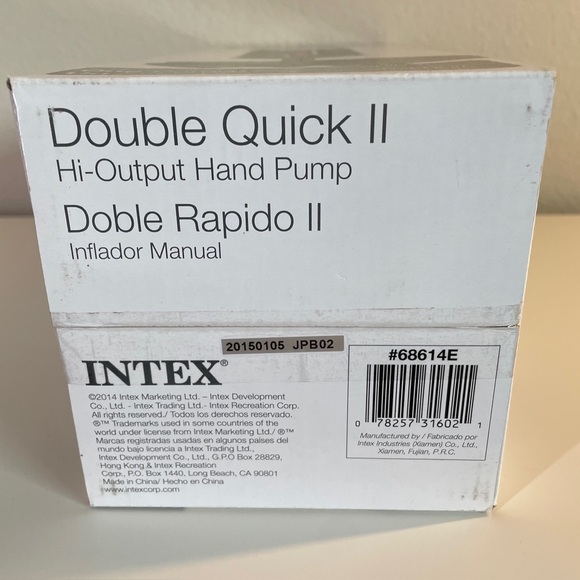 Double Quick II
Hi-Output Hand Pump
Doble Rapido II
Inflador Manual
20150105 JPB02
INTEX®
©2014 Intex Marketing Ltd. - Intex Development
Co., Ltd. - Intex Trading Ltd.- Intex Recreation Corp.
All rights reserved./ Todos los derechos reservado.
®™ Trademarks used in some countries of the
world under license from Intex Marketing Ltd./ ®™
Marcas registradas usadas en algunos países del
mundo bajo licencia a Intex Trading Ltd.,
Intex Development Co., Ltd., G.P.O BOX 28829,
Hong Kong & Intex Recreation
Corp., P.O. Box 1440, Long Beach, CA 90801
Made in China/ Hecho en China
www.intexcorp.com
#68614E
0 78257 31602 1
Manufactured by / Fabricado por
Intex Industries (Xiamen) Co., Ltd.,
Xiamen, Fujian, P.R.C.